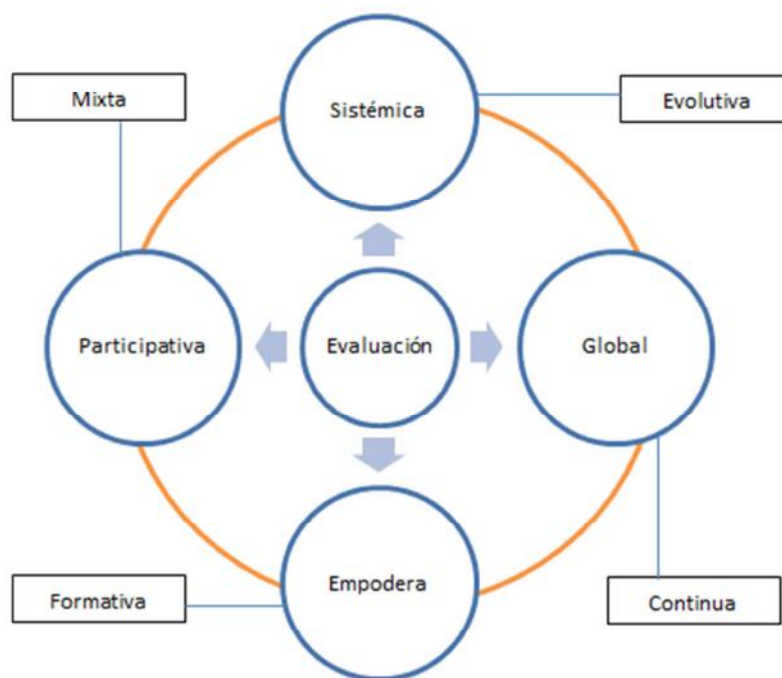 Mixta
Sistémica
Evolutiva
Participativa
Evaluación
Global
Formativa
Empodera
Continua